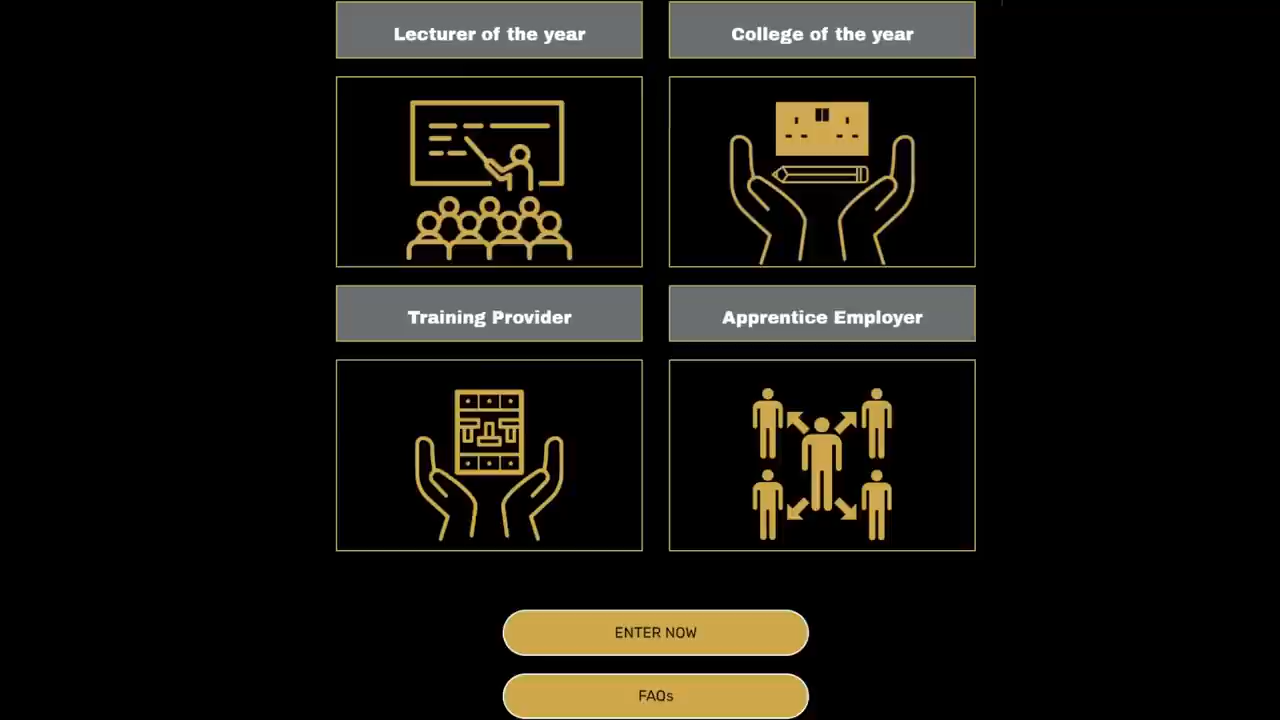 Lecturer of the year
College of the year
Training Provider
Apprentice Employer
ENTER NOW
FAQs